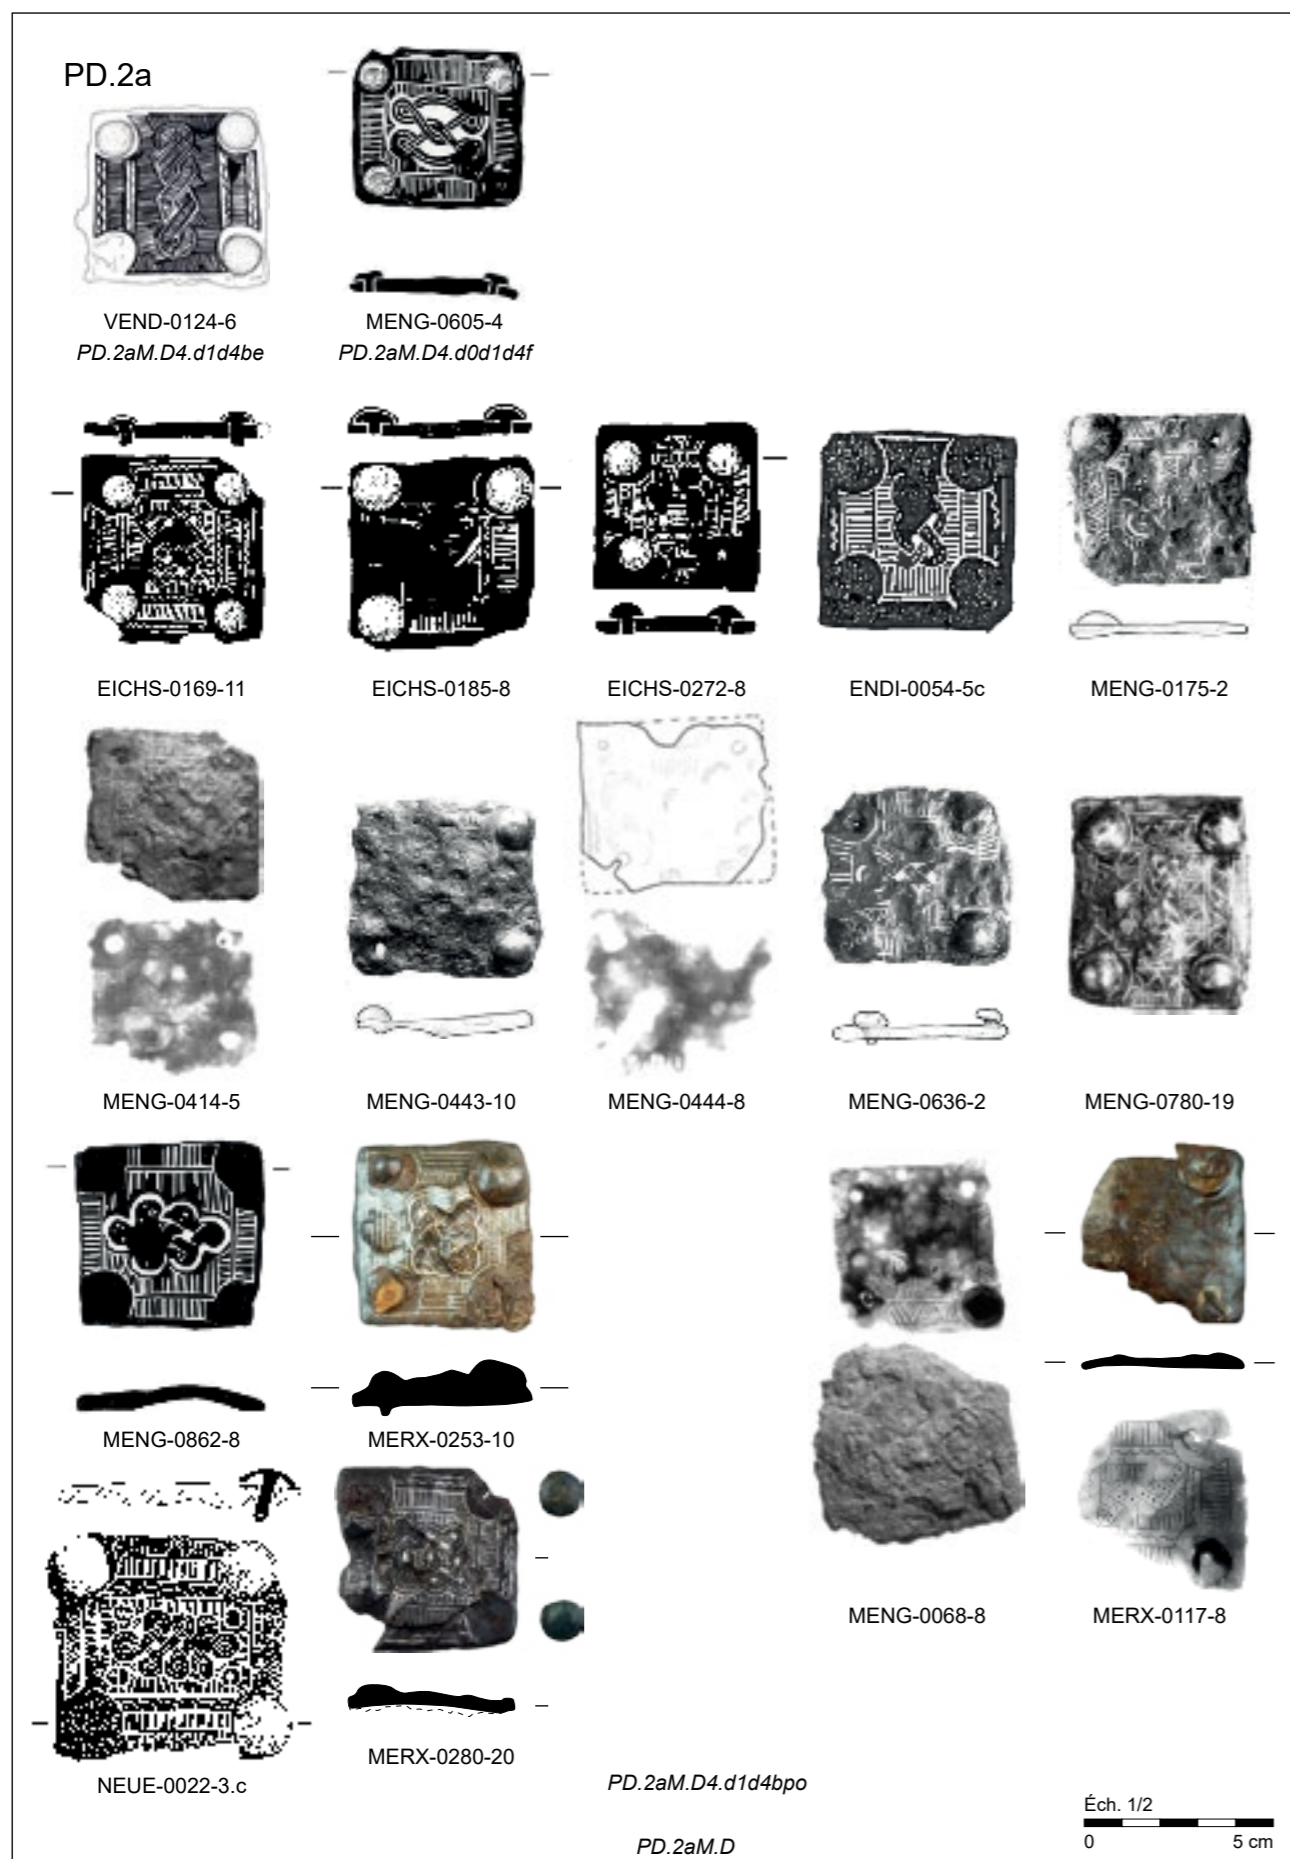 PD.2a
VEND-0124-6
PD.2aM.D4.d1d4be
MENG-0605-4
PD.2aM.D4.d0d1d4f
EICHS-0169-11
EICHS-0185-8
EICHS-0272-8
ENDI-0054-5c
MENG-0175-2
MENG-0414-5
MENG-0443-10
MENG-0444-8
MENG-0636-2
MENG-0780-19
MENG-0862-8
MERX-0253-10
MENG-0068-8
MERX-0117-8
NEUE-0022-3.c
MERX-0280-20
PD.2aM.D4.d1d4bpo
PD.2aM.D
Éch. 1/2
0 5 cm